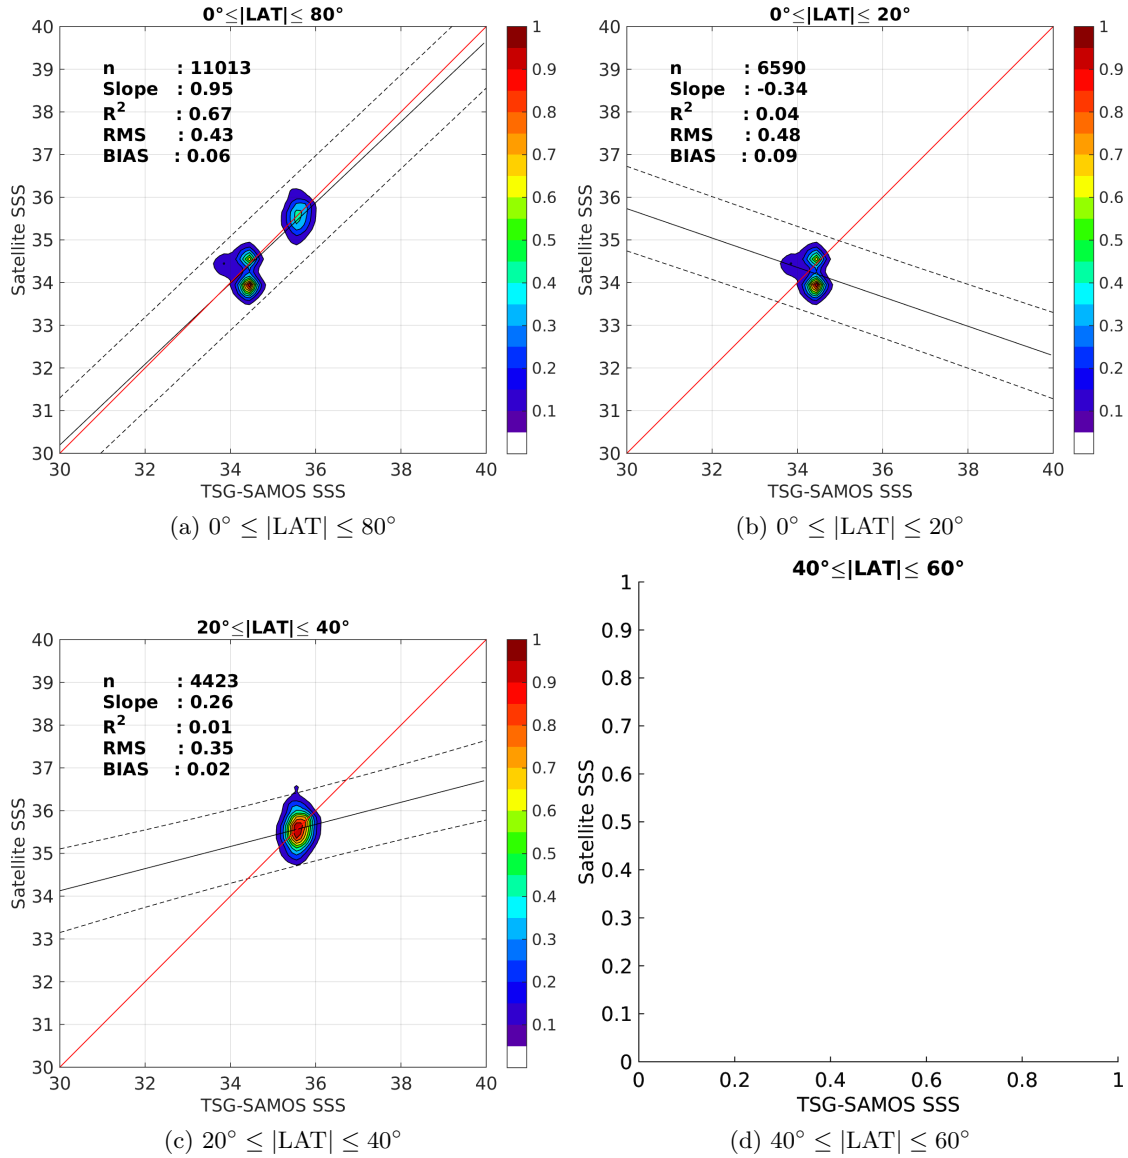 0°≤|LAT|≤ 80°
40
39
38
37
36
35
34
33
32
31
30
Satellite SSS
n : 11013
Slope : 0.95
R² : 0.67
RMS : 0.43
BIAS : 0.06
30 32 34 36 38 40
TSG-SAMOS SSS
1
0.9
0.8
0.7
0.6
0.5
0.4
0.3
0.2
0.1
(a) 0° ≤ |LAT| ≤ 80°
0°≤|LAT|≤ 20°
40
39
38
37
36
35
34
33
32
31
30
Satellite SSS
n : 6590
Slope : -0.34
R² : 0.04
RMS : 0.48
BIAS : 0.09
30 32 34 36 38 40
TSG-SAMOS SSS
1
0.9
0.8
0.7
0.6
0.5
0.4
0.3
0.2
0.1
(b) 0° ≤ |LAT| ≤ 20°
20°≤|LAT|≤ 40°
40
39
38
37
36
35
34
33
32
31
30
Satellite SSS
n : 4423
Slope : 0.26
R² : 0.01
RMS : 0.35
BIAS : 0.02
30 32 34 36 38 40
TSG-SAMOS SSS
1
0.9
0.8
0.7
0.6
0.5
0.4
0.3
0.2
0.1
(c) 20° ≤ |LAT| ≤ 40°
40°≤|LAT|≤ 60°
1
0.9
0.8
0.7
0.6
0.5
0.4
0.3
0.2
0.1
0
Satellite SSS
0 0.2 0.4 0.6 0.8 1
TSG-SAMOS SSS
(d) 40° ≤ |LAT| ≤ 60°